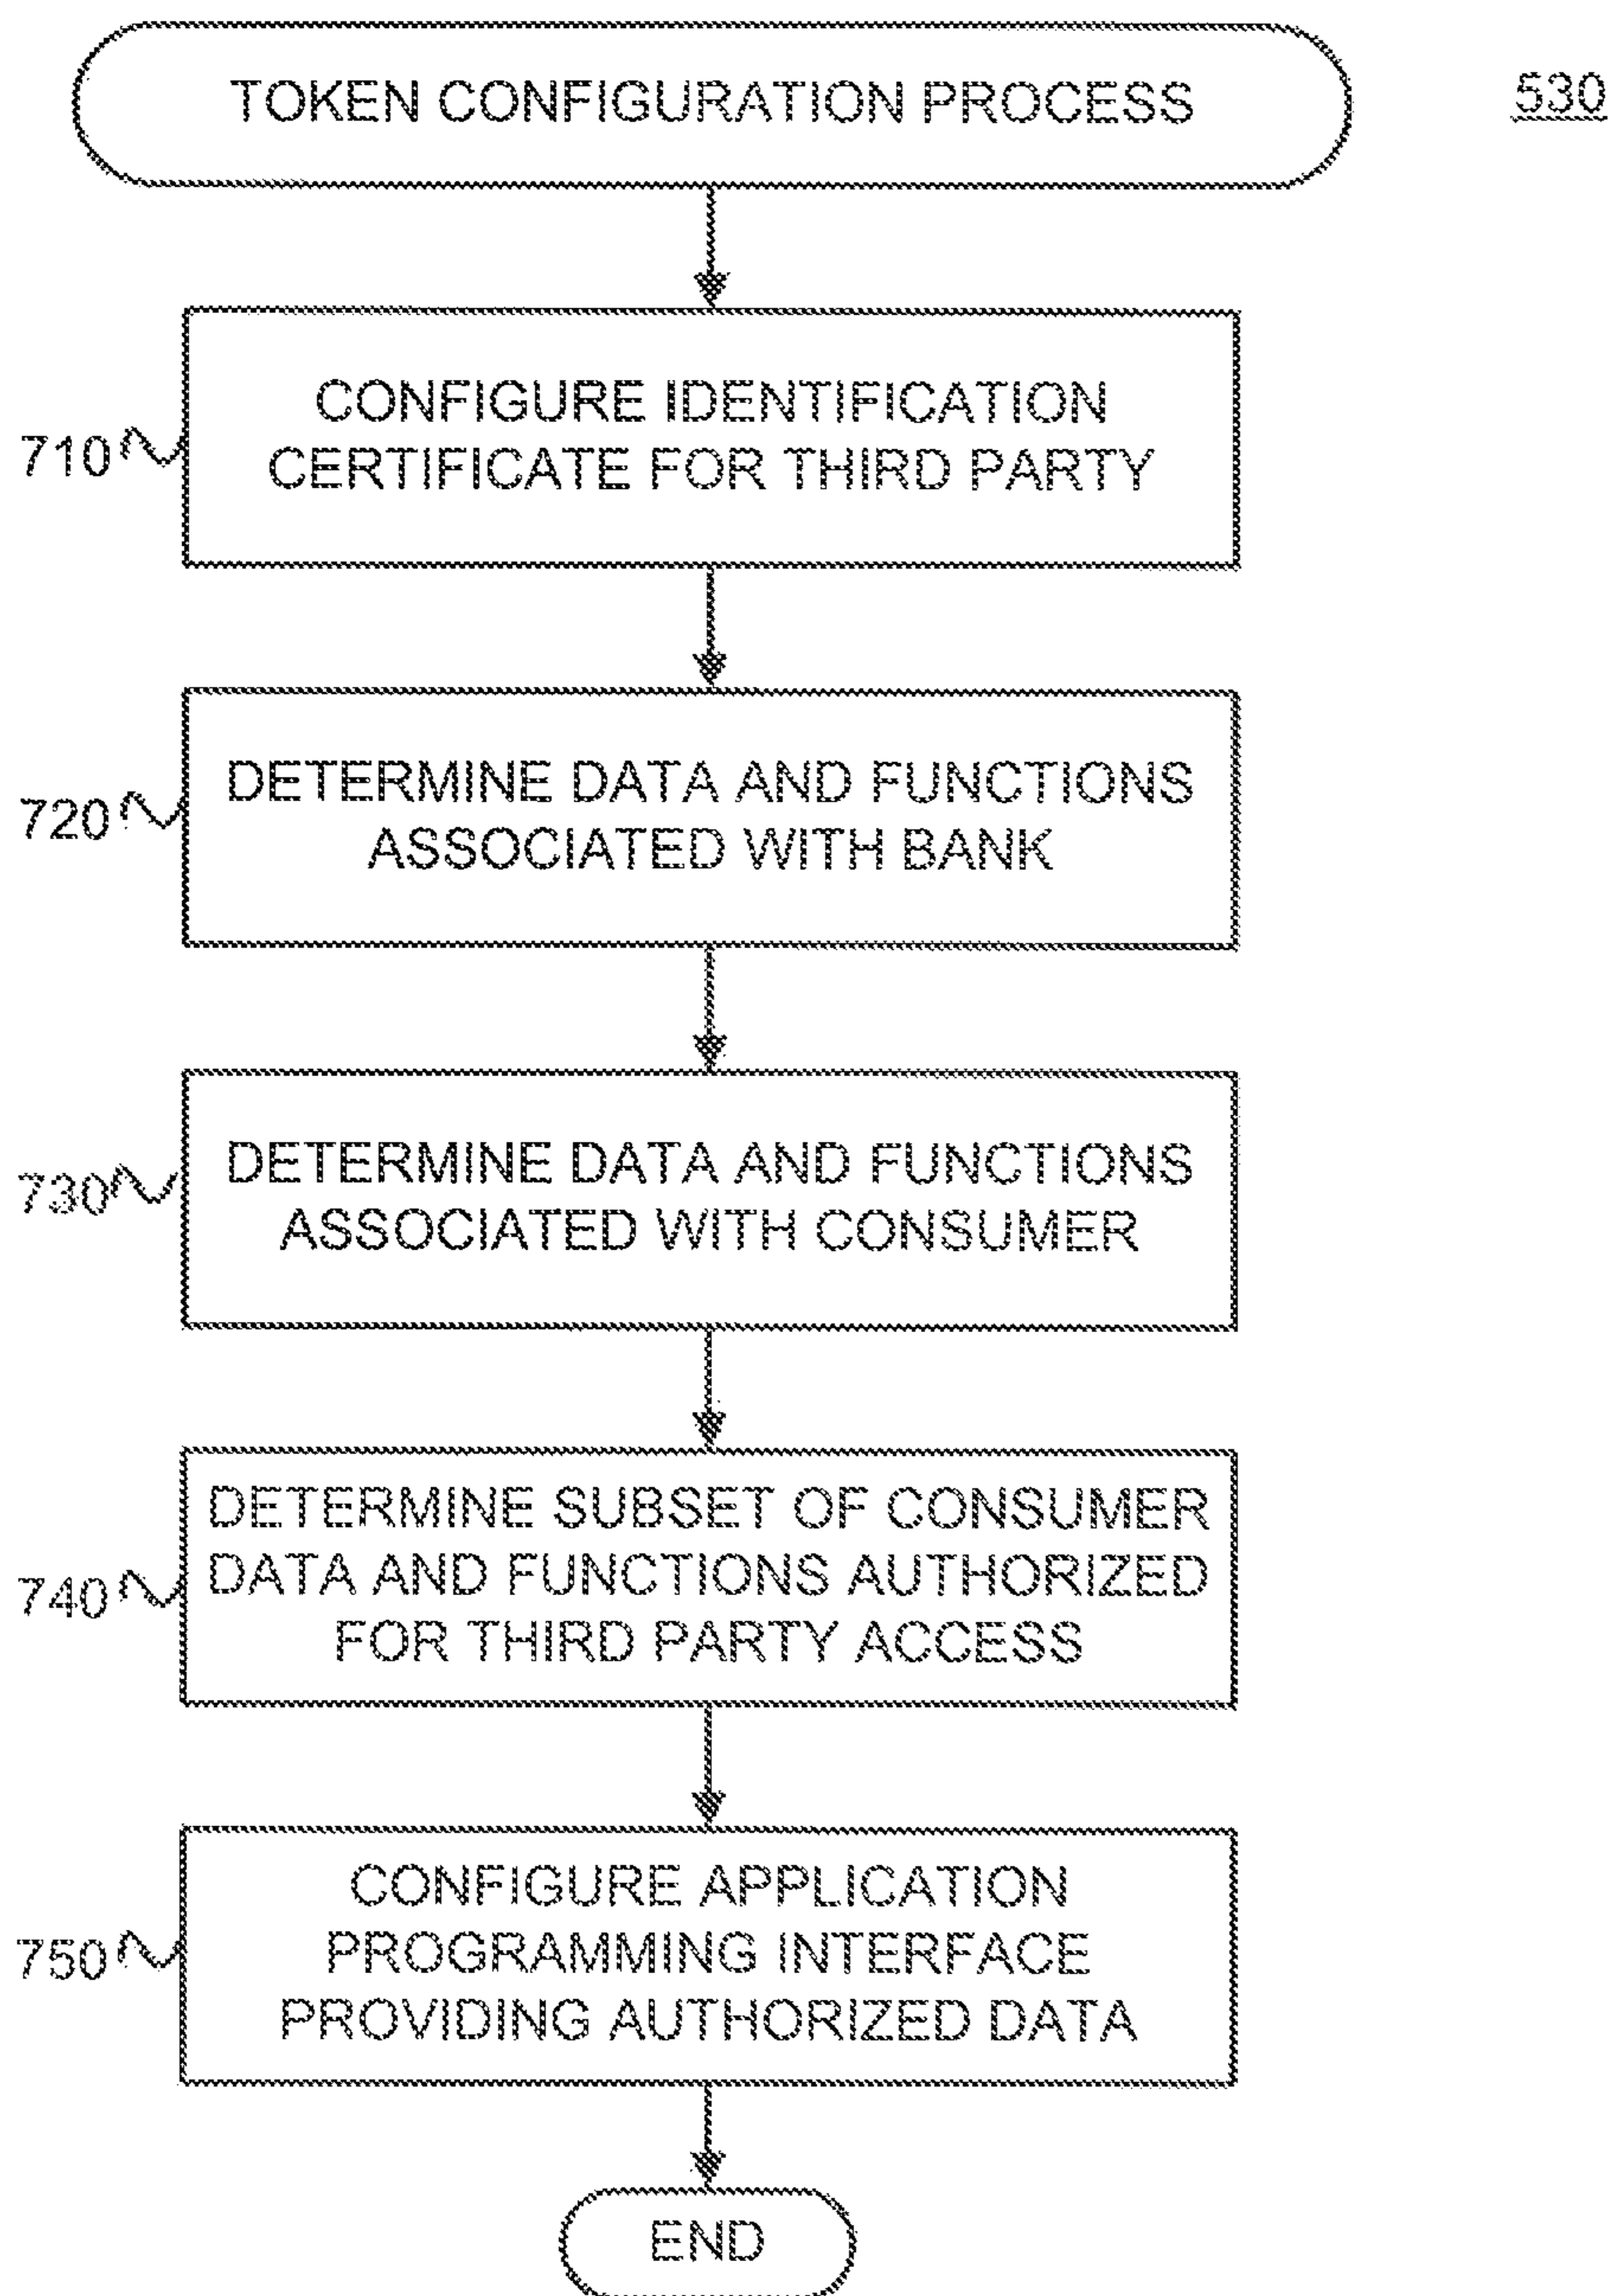 TOKEN CONFIGURATION PROCESS
530
CONFIGURE IDENTIFICATION
CERTIFICATE FOR THIRD PARTY
710
DETERMINE DATA AND FUNCTIONS
ASSOCIATED WITH BANK
720
DETERMINE DATA AND FUNCTIONS
ASSOCIATED WITH CONSUMER
730
DETERMINE SUBSET OF CONSUMER
DATA AND FUNCTIONS AUTHORIZED
FOR THIRD PARTY ACCESS
740
CONFIGURE APPLICATION
PROGRAMMING INTERFACE
PROVIDING AUTHORIZED DATA
750
END